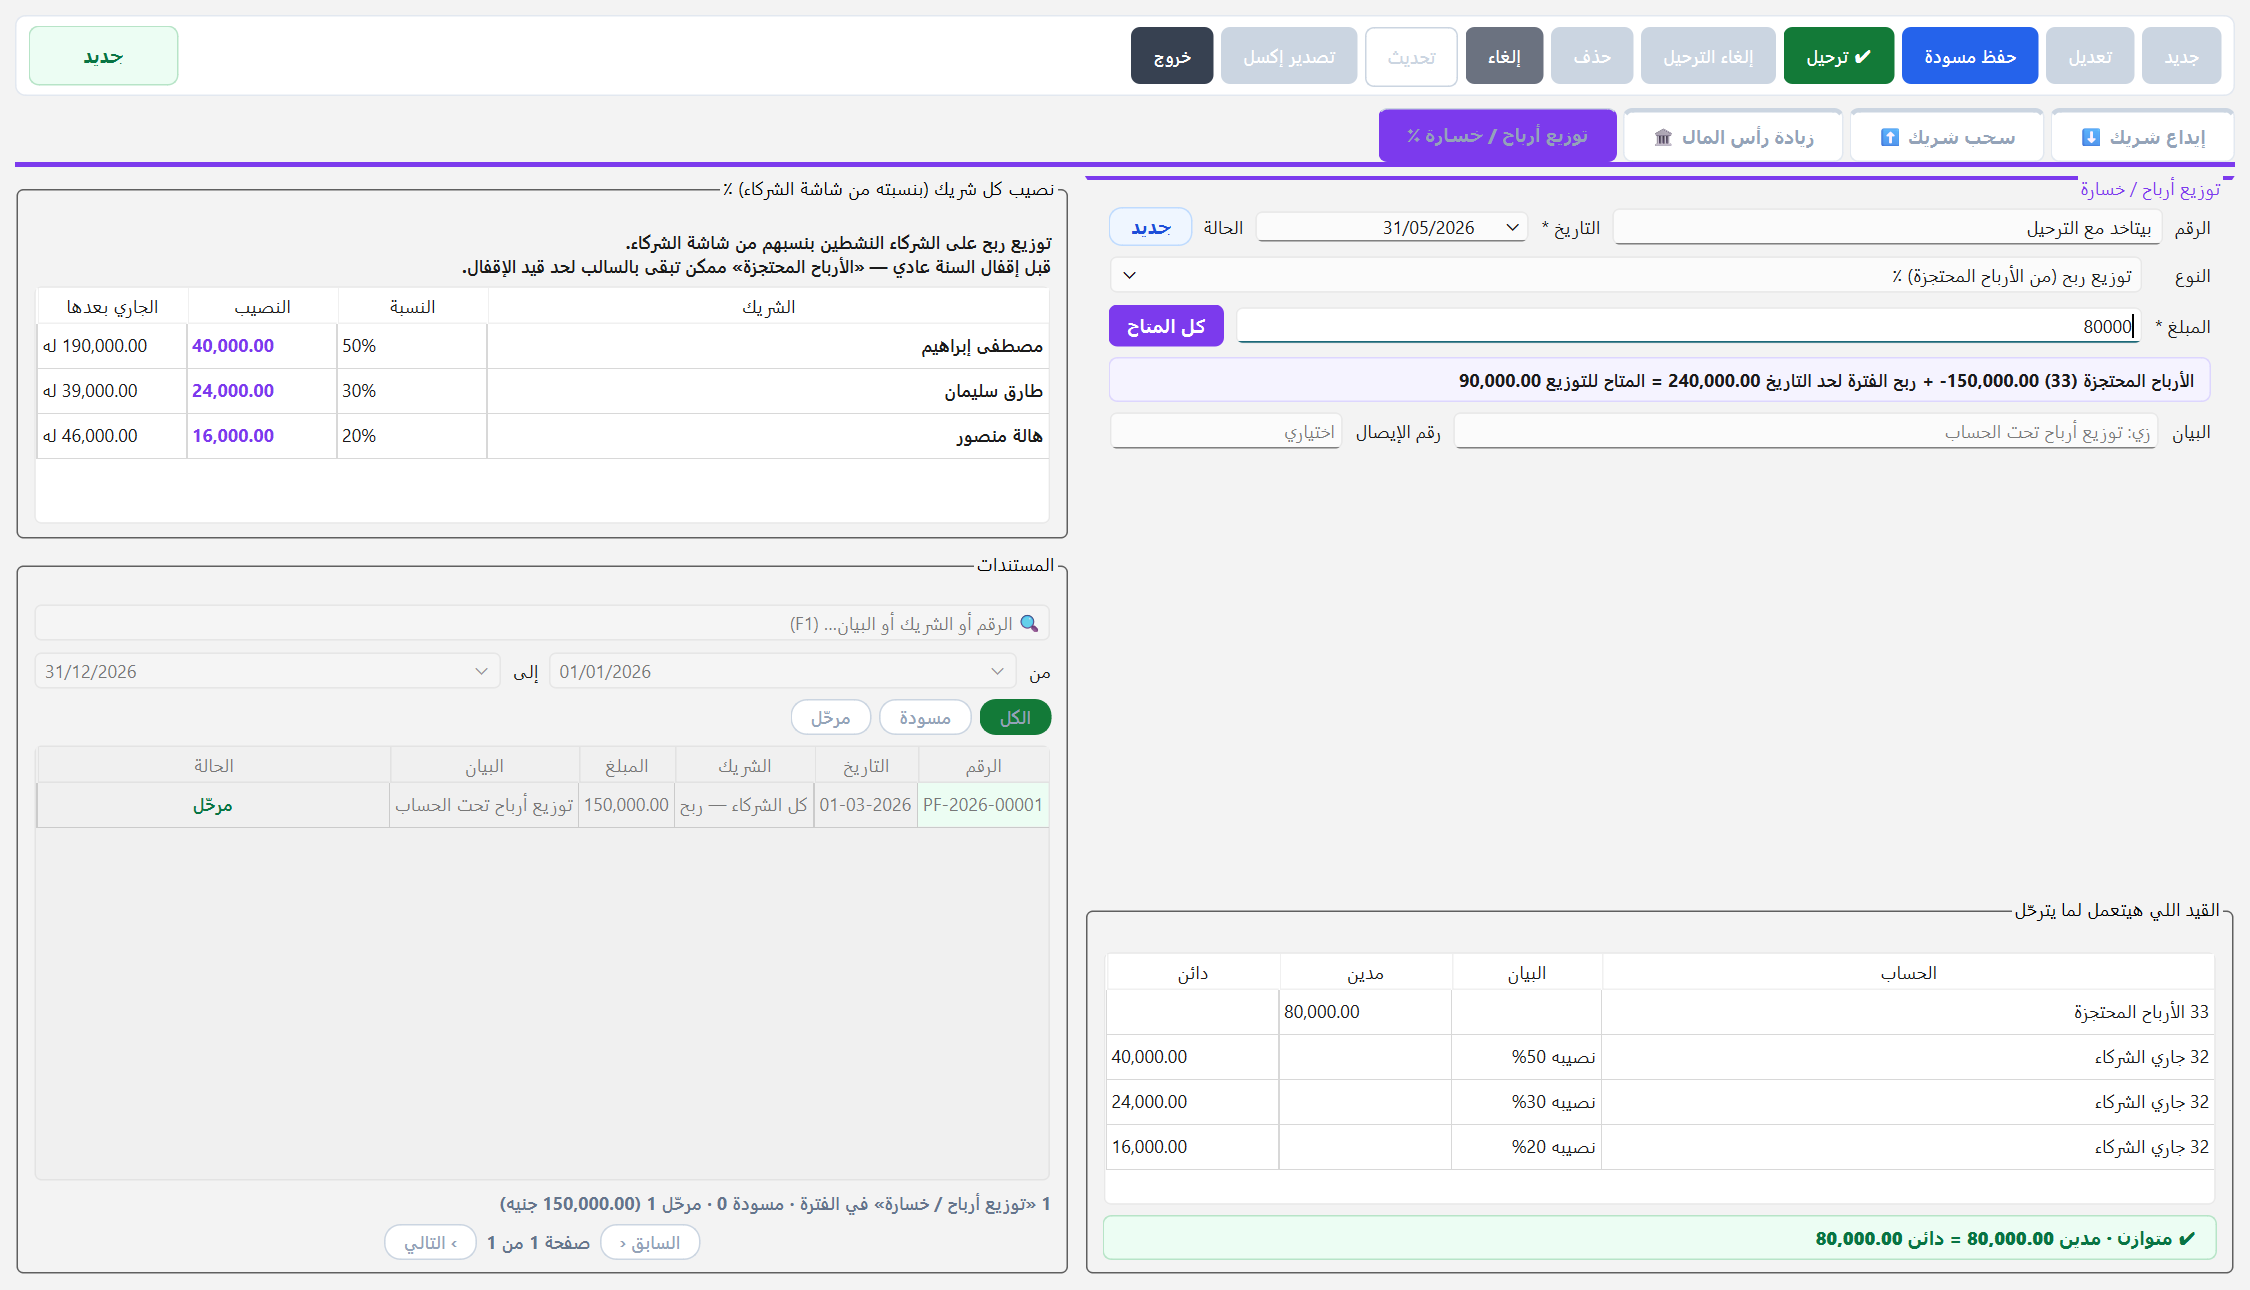 جديد تعديل حفظ مسودة ✔ ترحيل إلغاء الترحيل حذف إلغاء تحديث تصدير إكسل خروج جديد
إيداع شريك ⬇ سحب شريك ⬆ زيادة رأس المال 🏛 توزيع أرباح / خسارة ٪
توزيع أرباح / خسارة
الرقم بيتاخد مع الترحيل التاريخ * 31/05/2026 الحالة جديد
النوع توزيع ربح (من الأرباح المحتجزة) ٪
المبلغ * 80000 كل المتاح
الأرباح المحتجزة (33) 150,000.00- + ربح الفترة لحد التاريخ 240,000.00 = المتاح للتوزيع 90,000.00
البيان زي: توزيع أرباح تحت الحساب رقم الإيصال اختياري
القيد اللي هيتعمل لما يترحّل
الحساب البيان مدين دائن
33 الأرباح المحتجزة 80,000.00
32 جاري الشركاء نصيبه 50% 40,000.00
32 جاري الشركاء نصيبه 30% 24,000.00
32 جاري الشركاء نصيبه 20% 16,000.00
✔ متوازن · مدين 80,000.00 = دائن 80,000.00
نصيب كل شريك (بنسبته من شاشة الشركاء) ٪
توزيع ربح على الشركاء النشطين بنسبهم من شاشة الشركاء.
قبل إقفال السنة عادي — «الأرباح المحتجزة» ممكن تبقى بالسالب لحد قيد الإقفال.
الشريك النسبة النصيب الجاري بعدها
مصطفى إبراهيم 50% 40,000.00 190,000.00 له
طارق سليمان 30% 24,000.00 39,000.00 له
هالة منصور 20% 16,000.00 46,000.00 له
المستندات
🔍 الرقم أو الشريك أو البيان... (F1)
من 01/01/2026 إلى 31/12/2026
الكل مسودة مرحّل
الرقم التاريخ الشريك المبلغ البيان الحالة
PF-2026-00001 01-03-2026 كل الشركاء — ربح 150,000.00 توزيع أرباح تحت الحساب مرحّل
1 «توزيع أرباح / خسارة» في الفترة · مسودة 0 · مرحّل 1 (150,000.00 جنيه)
السابق ‹ صفحة 1 من 1 › التالي